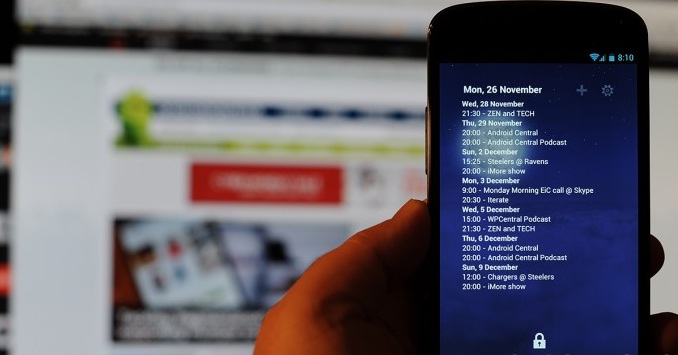 8:10
Mon, 26 November
Wed, 28 November
21:30 - ZEN and TECH
Thu, 29 November
20:00 - Android Central
20:00 - Android Central Podcast
Sun, 2 December
15:25 - Steelers @ Ravens
20:00 - iMore show
Mon, 3 December
9:00 - Monday Morning EiC call @ Skype
20:30 - Iterate
Wed, 5 December
15:00 - WPCentral Podcast
21:30 - ZEN and TECH
Thu, 6 December
20:00 - Android Central
20:00 - Android Central Podcast
Sun, 9 December
12:00 - Chargers @ Steelers
20:00 - iMore show